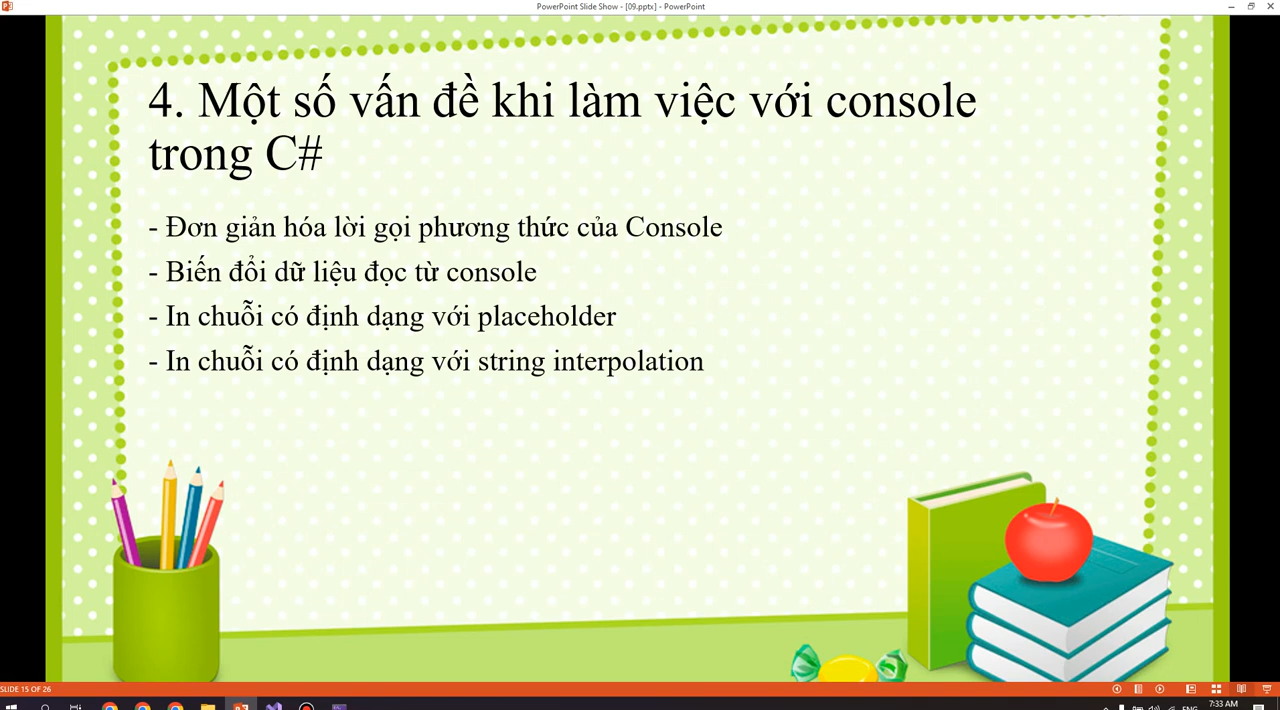 PowerPoint Slide Show - [09.pptx] - PowerPoint
4. Một số vấn đề khi làm việc với console
trong C#
- Đơn giản hóa lời gọi phương thức của Console
- Biến đổi dữ liệu đọc từ console
- In chuỗi có định dạng với placeholder
- In chuỗi có định dạng với string interpolation
SLIDE 15 OF 26
ENG
7:33 AM